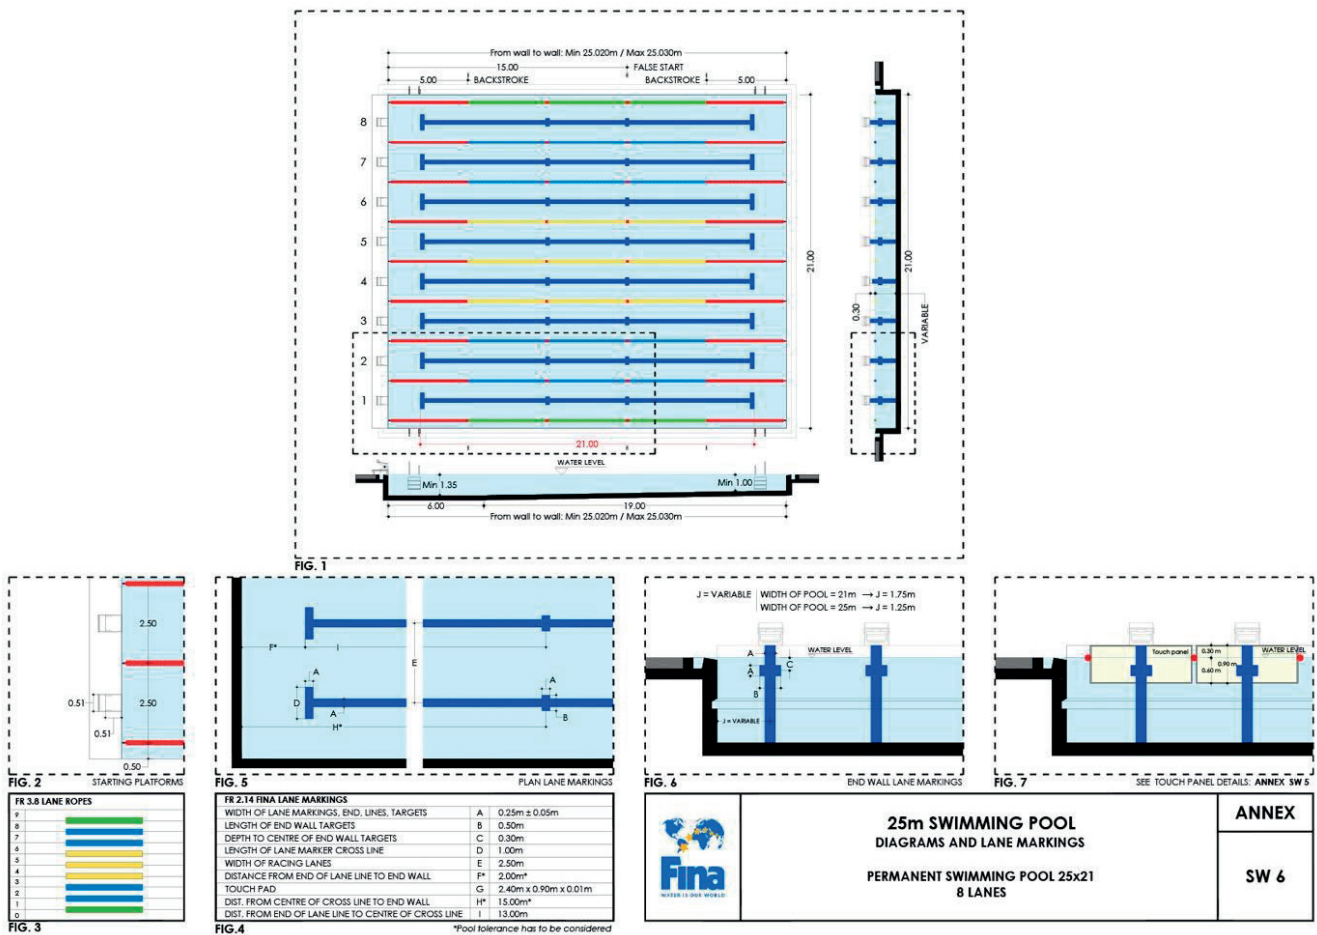 From wall to wall: Min 25.020m / Max 25.030m
15.00 FALSE START
5.00 BACKSTROKE BACKSTROKE 5.00
8
7
6
5
4
3
2
1
21.00
21.00
0.30
VARIABLE
21.00
WATER LEVEL
Min 1.35 Min 1.00
6.00 19.00
From wall to wall: Min 25.020m / Max 25.030m
FIG. 1
2.50
2.50
0.51
0.51
0.50
FIG. 2 STARTING PLATFORMS
F* I
E
A
D
A
A
B
H*
FIG. 5 PLAN LANE MARKINGS
J = VARIABLE WIDTH OF POOL = 21m → J = 1.75m
WIDTH OF POOL = 25m → J = 1.25m
WATER LEVEL
A
C
A
B
J = VARIABLE
FIG. 6 END WALL LANE MARKINGS
Touch panel
0.30 m WATER LEVEL
0.90 m
0.60 m
FIG. 7 SEE TOUCH PANEL DETAILS: ANNEX SW 5
FR 3.8 LANE ROPES
9
8
7
6
5
4
3
2
1
0
FIG. 3
FR 2.14 FINA LANE MARKINGS
WIDTH OF LANE MARKINGS, END, LINES, TARGETS A 0.25m ± 0.05m
LENGTH OF END WALL TARGETS B 0.50m
DEPTH TO CENTRE OF END WALL TARGETS C 0.30m
LENGTH OF LANE MARKER CROSS LINE D 1.00m
WIDTH OF RACING LANES E 2.50m
DISTANCE FROM END OF LANE LINE TO END WALL F* 2.00m*
TOUCH PAD G 2.40m x 0.90m x 0.01m
DIST. FROM CENTRE OF CROSS LINE TO END WALL H* 15.00m*
DIST. FROM END OF LANE LINE TO CENTRE OF CROSS LINE I 13.00m
FIG.4 *Pool tolerance has to be considered
Fina
WATER IS OUR WORLD
25m SWIMMING POOL
DIAGRAMS AND LANE MARKINGS
PERMANENT SWIMMING POOL 25x21
8 LANES
ANNEX
SW 6